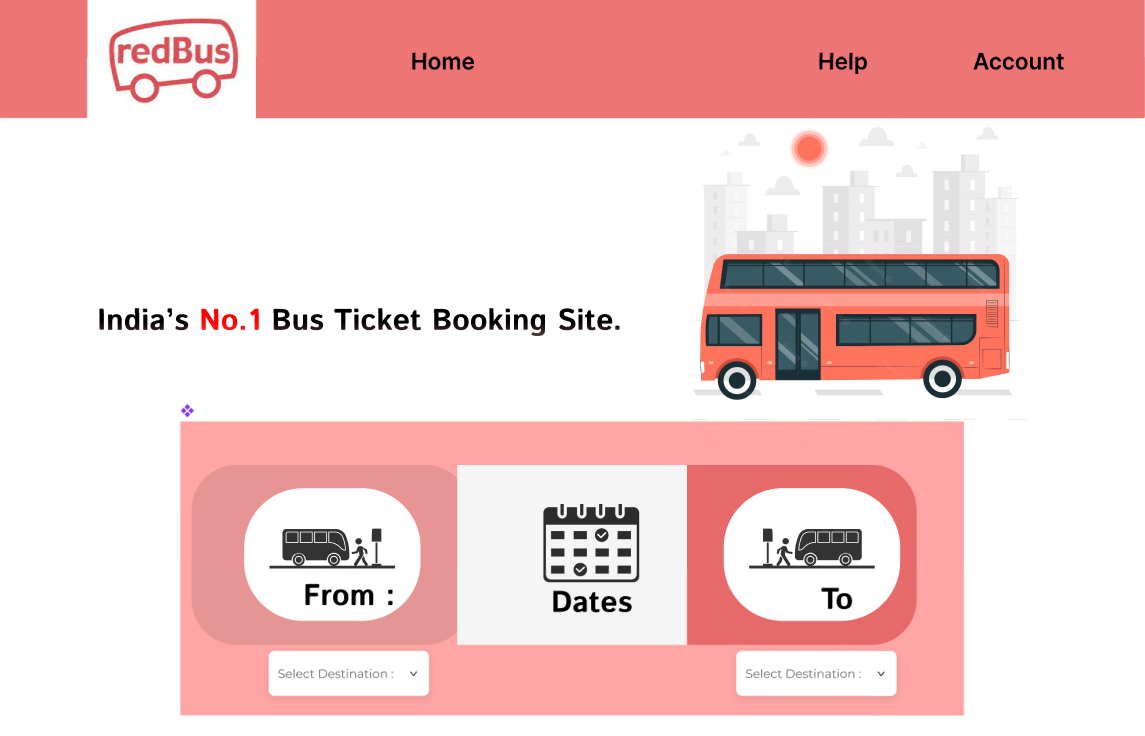 redBus
Home
Help
Account
India's No.1 Bus Ticket Booking Site.
From :
Dates
To
Select Destination :
Select Destination :